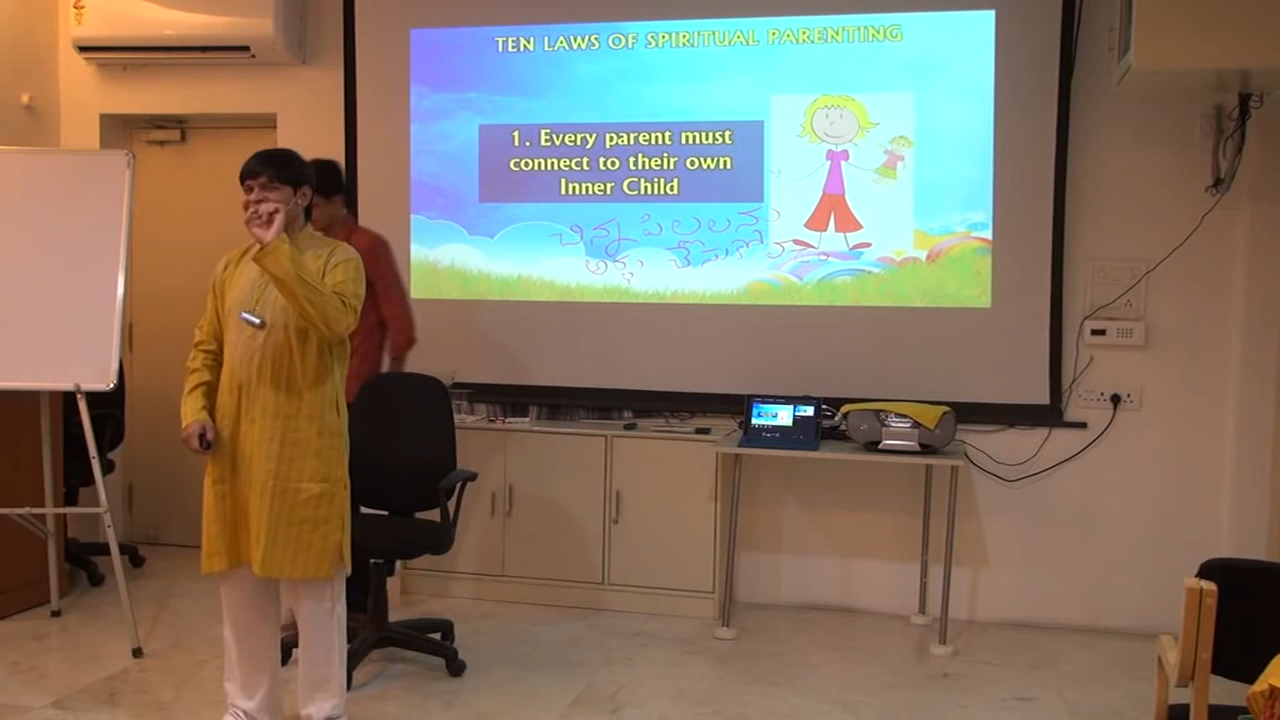 TEN LAWS OF SPIRITUAL PARENTING
1. Every parent must
connect to their own
Inner Child
చిన్న పిలలన్ను